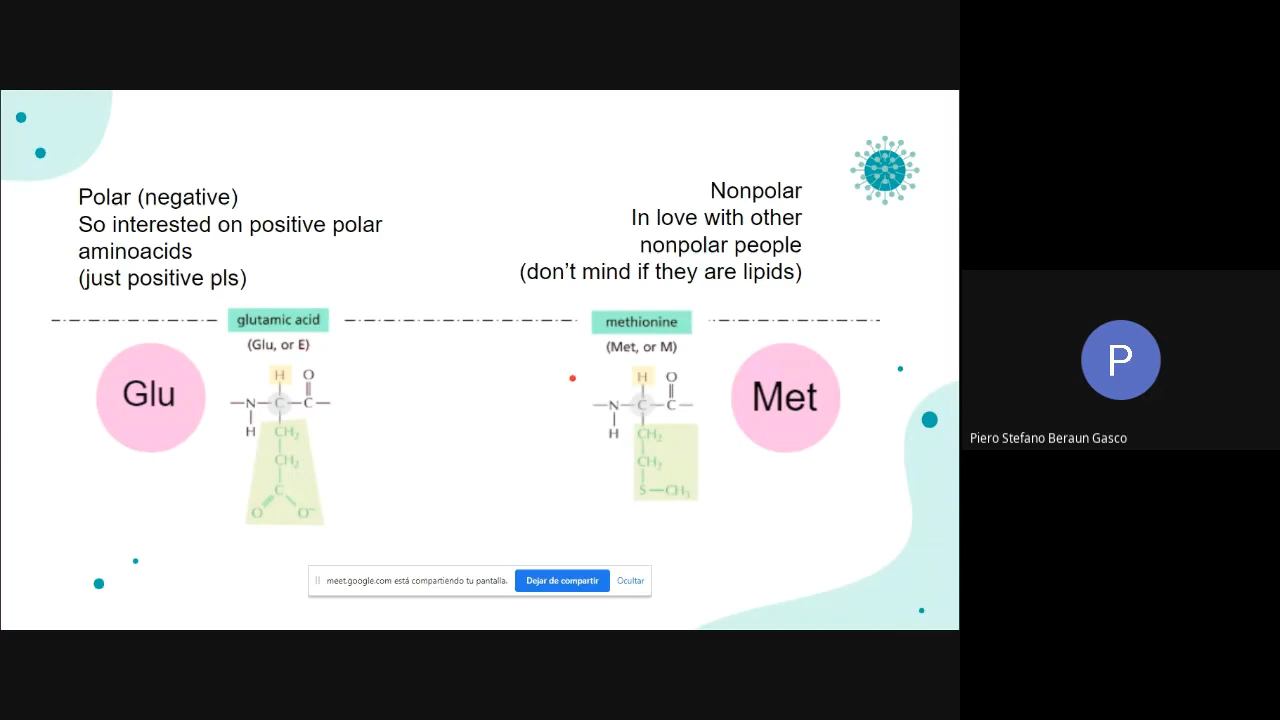 Polar (negative)
So interested on positive polar
aminoacids
(just positive pls)
Nonpolar
In love with other
nonpolar people
(don't mind if they are lipids)
glutamic acid
(Glu, or E)
Glu
H O
N C C
H CH₂
CH₂
C
O O⁻
methionine
(Met, or M)
Met
H O
N C C
H CH₂
CH₂
S CH₃
meet.google.com está compartiendo tu pantalla. Dejar de compartir Ocultar
P
Piero Stefano Beraun Gasco